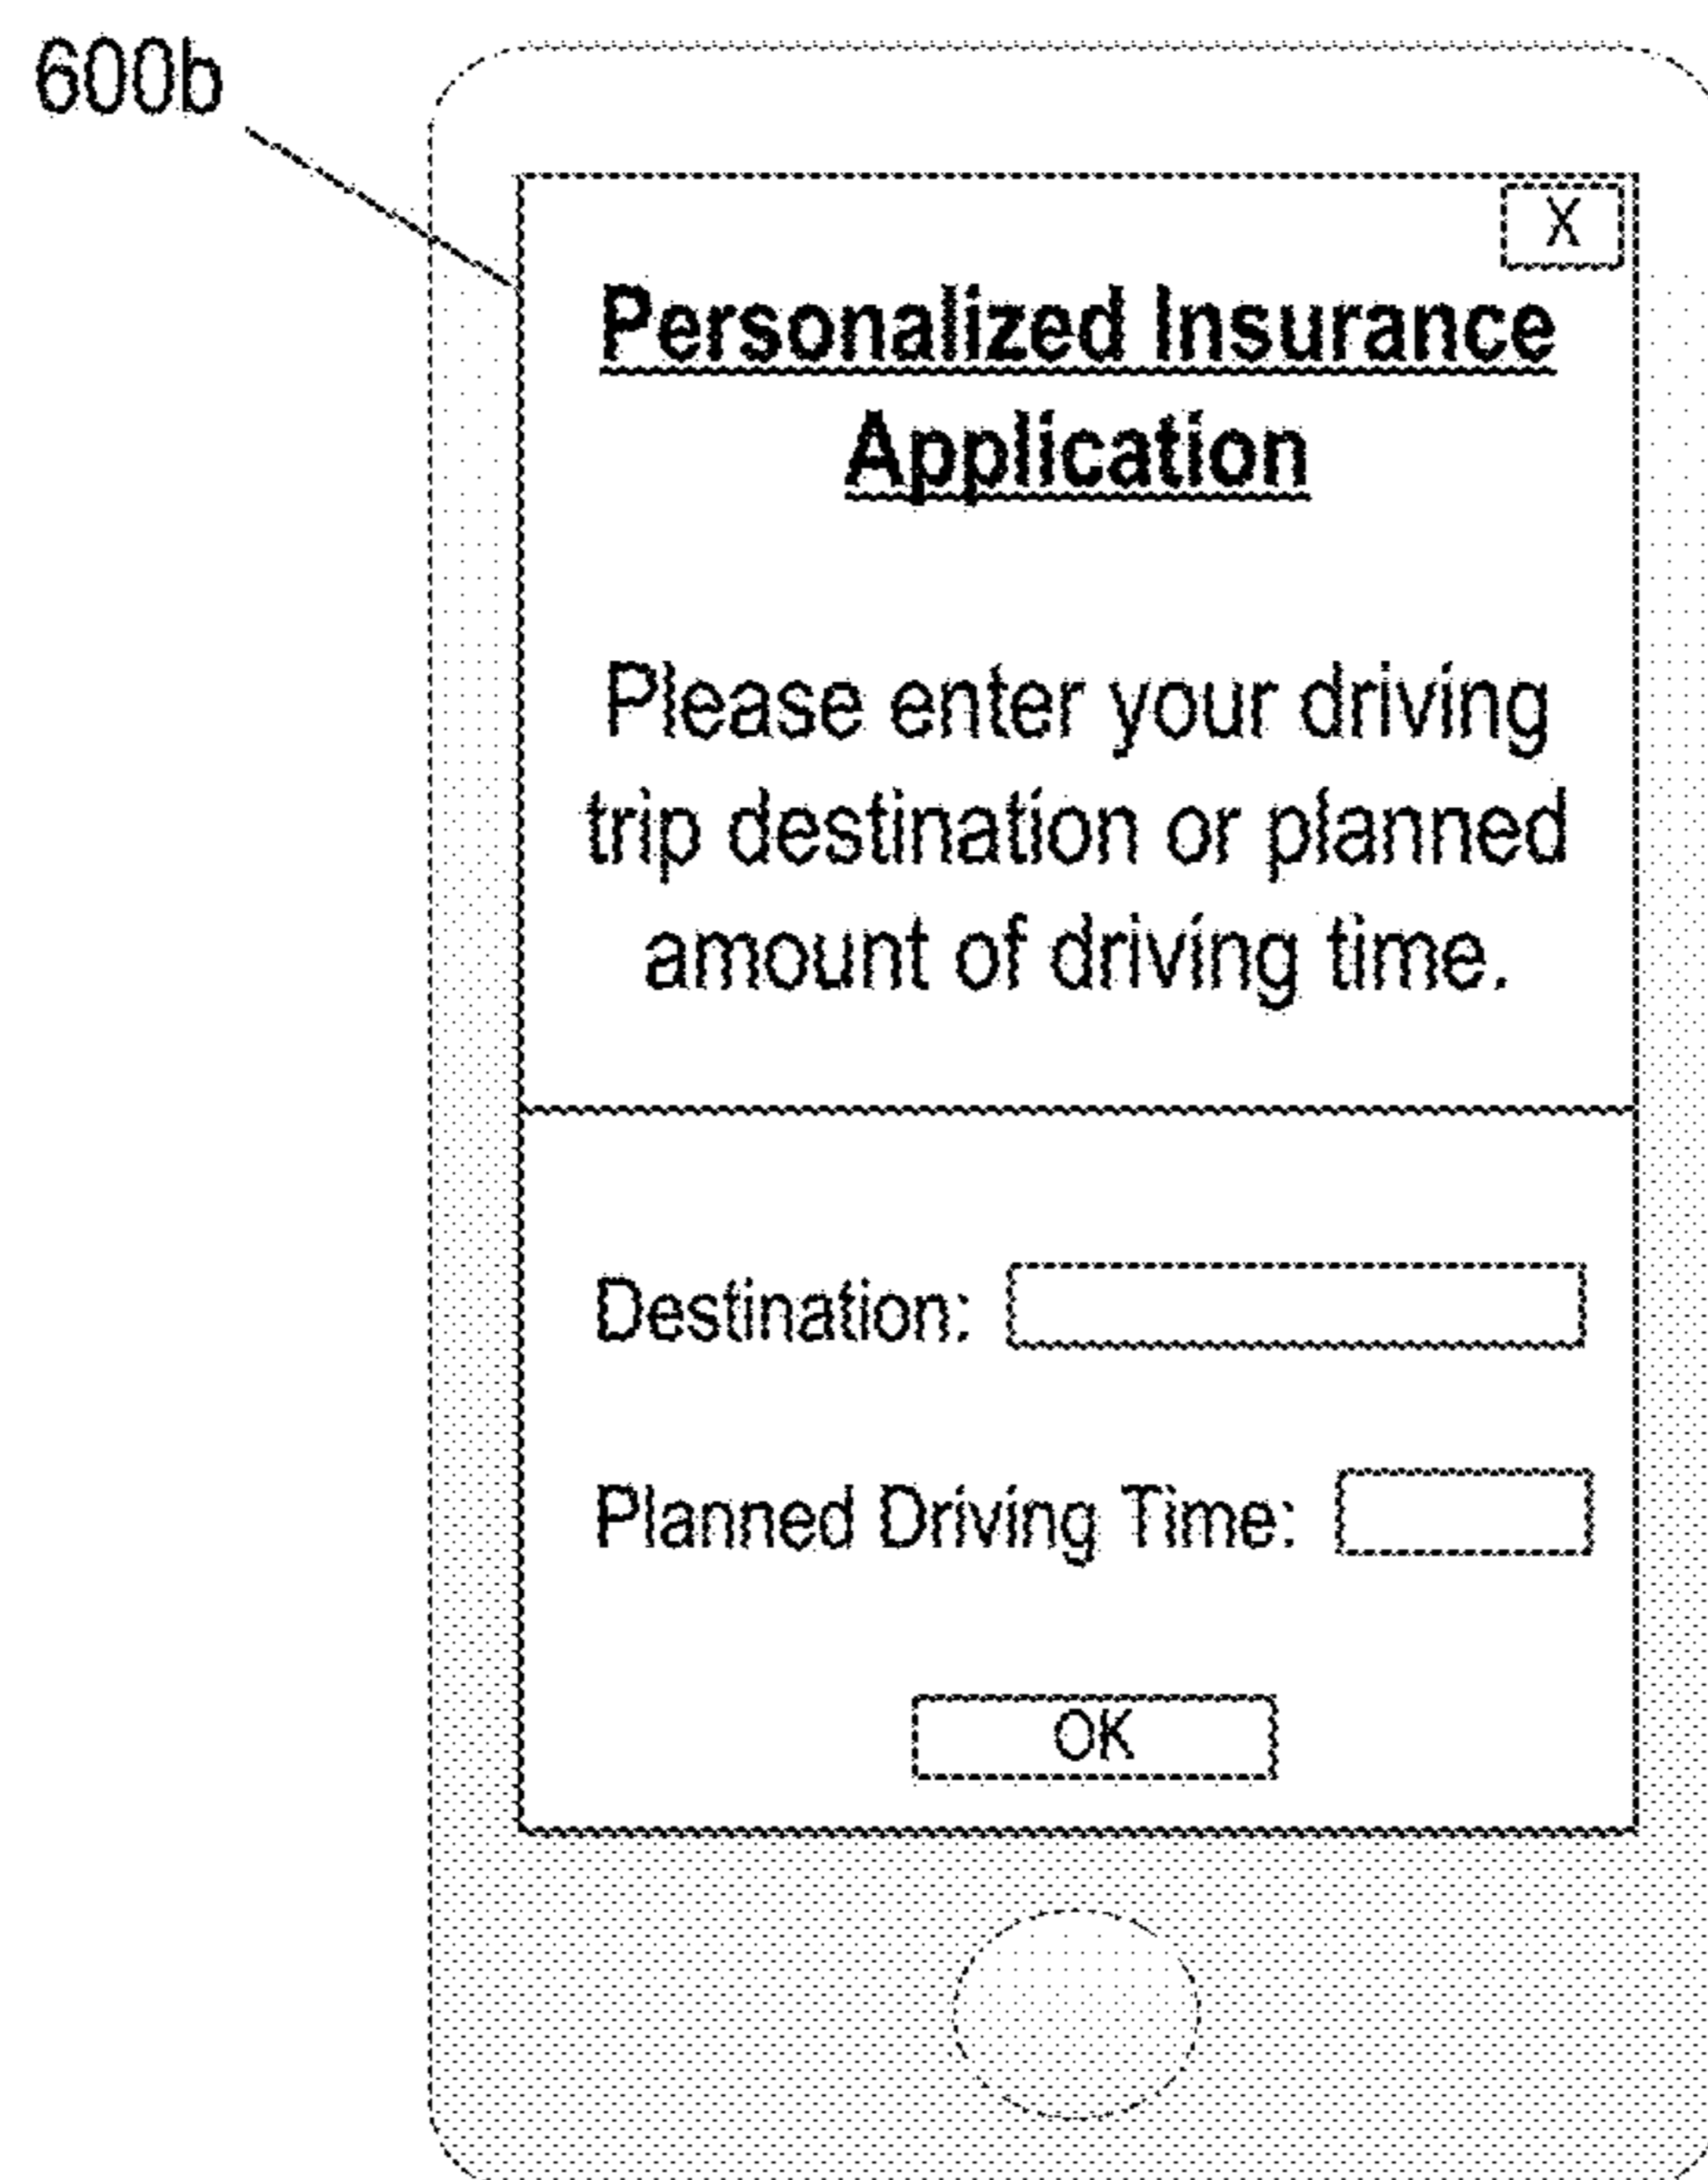 600b
X
Personalized Insurance
Application
Please enter your driving
trip destination or planned
amount of driving time.
Destination:
Planned Driving Time:
OK